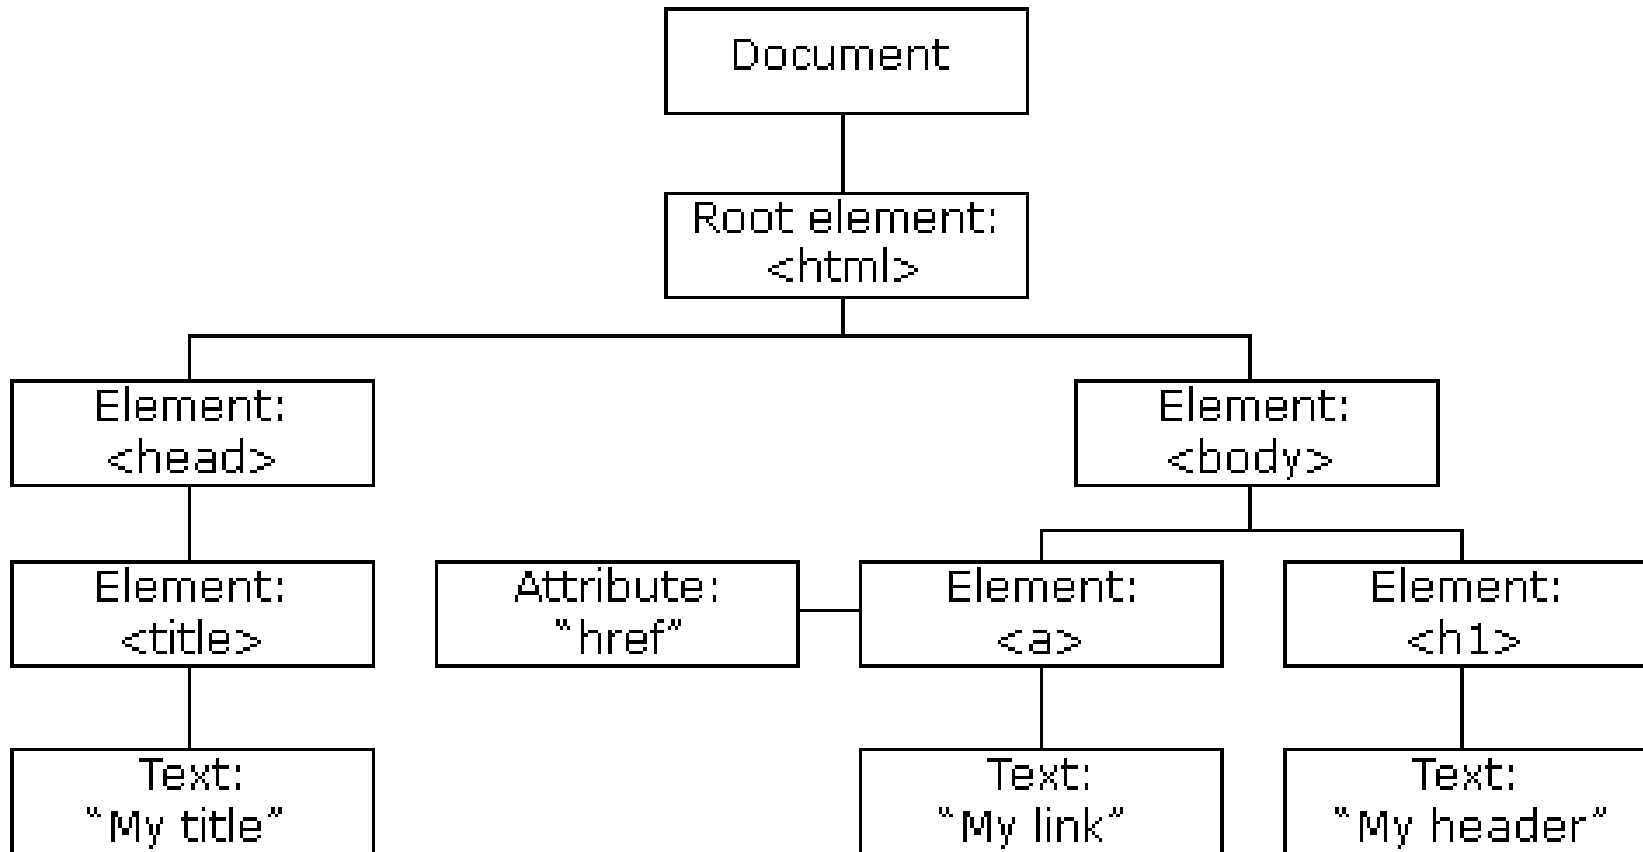 Document
Root element:
<html>
Element:
<head>
Element:
<body>
Element:
<title>
Attribute:
“href”
Element:
<a>
Element:
<h1>
Text:
“My title”
Text:
“My link”
Text:
“My header”